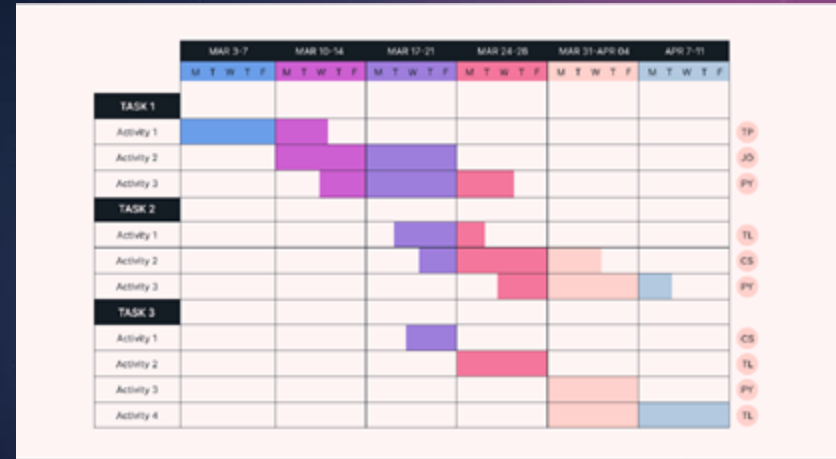 MAR 3-7 MAR 10-14 MAR 17-21 MAR 24-28 MAR 31-APR 04 APR 7-11
M T W T F M T W T F M T W T F M T W T F M T W T F M T W T F
TASK 1
Activity 1 TP
Activity 2 JO
Activity 3 PY
TASK 2
Activity 1 TL
Activity 2 CS
Activity 3 PY
TASK 3
Activity 1 CS
Activity 2 TL
Activity 3 PY
Activity 4 TL